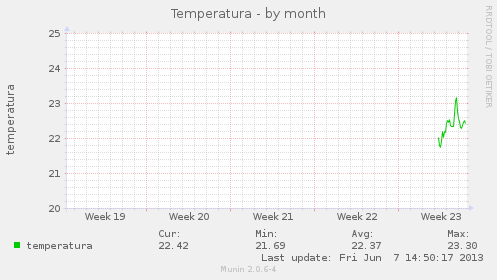 Temperatura - by month
RRDTOOL / TOBI OETIKER
temperatura
25
24
23
22
21
20
Week 19 Week 20 Week 21 Week 22 Week 23
Cur: Min: Avg: Max:
temperatura 22.42 21.69 22.37 23.30
Last update: Fri Jun 7 14:50:17 2013
Munin 2.0.6-4